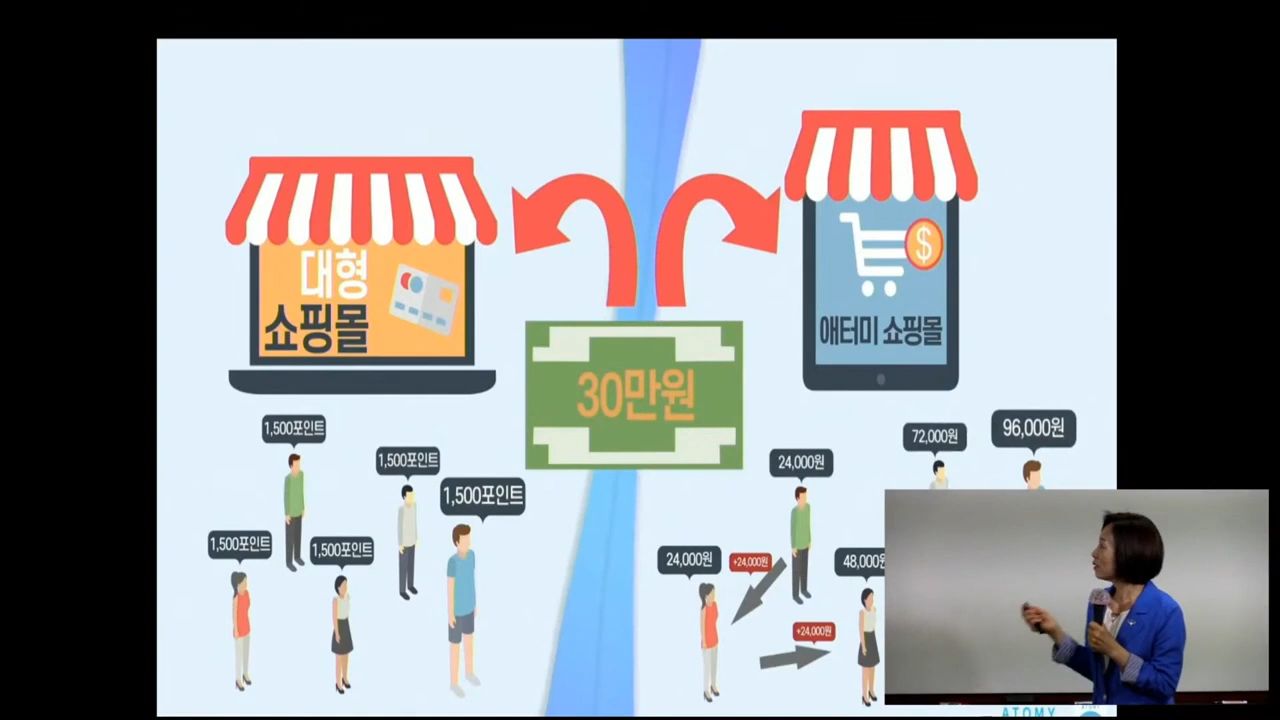 대형
쇼핑몰
$
애터미 쇼핑몰
30만원
1,500포인트
1,500포인트
1,500포인트
1,500포인트
1,500포인트
72,000원
96,000원
24,000원
24,000원
+24,000원
48,000원
+24,000원
ATOMY